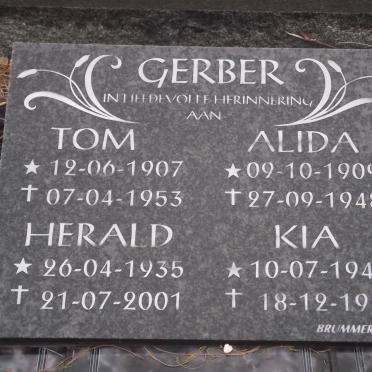 GERBER
IN LIEFDEVOLLE HERINNERING
AAN
TOM ALIDA
★ 12-06-1907 ★ 09-10-1909
✝ 07-04-1953 ✝ 27-09-1948
HERALD KIA
★ 26-04-1935 ★ 10-07-194
✝ 21-07-2001 ✝ 18-12-19
BRUMMER